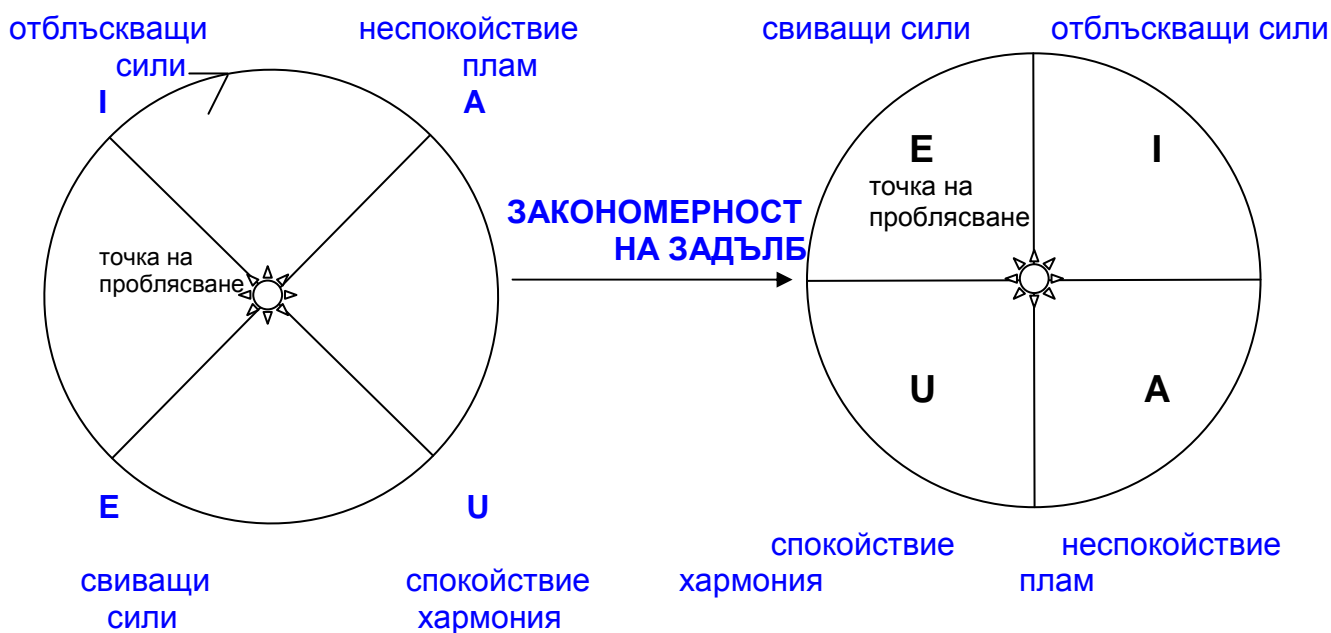 отблъскващи
сили
I
неспокойствие
плам
A
точка на
проблясване
E
U
свиващи
сили
спокойствие
хармония
ЗАКОНОМЕРНОСТ
НА ЗАДЪЛБ
свиващи сили
отблъскващи сили
E
точка на
проблясване
I
U
A
спокойствие
хармония
неспокойствие
плам